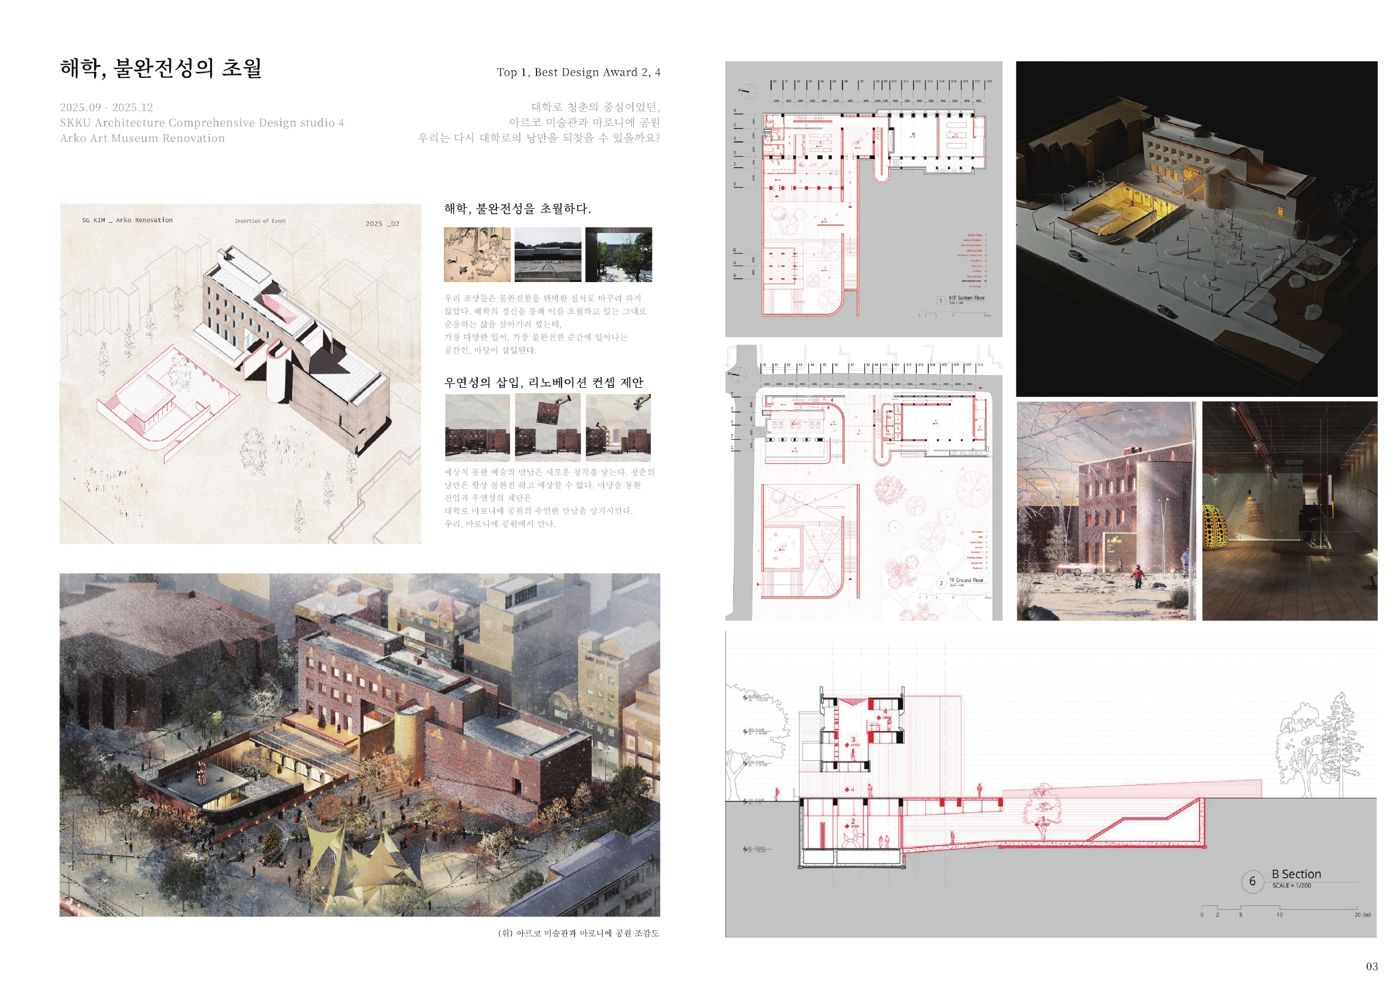 해학, 불완전성의 초월
Top 1, Best Design Award 2, 4
2025.09 - 2025.12
SKKU Architecture Comprehensive Design studio 4
Arko Art Museum Renovation
대학로 청춘의 중심이었던,
아르코 미술관과 마로니에 공원
우리는 다시 대학로의 낭만을 되찾을 수 있을까요?
SG KIM _ Arko Renovation
Insertion of Event
2025 _02
해학, 불완전성을 초월하다.
우리 조상들은 불완전함을 완벽한 질서로 바꾸려 하지
않았다. 해학의 정신을 통해 이를 초월하고 있는 그대로
순응하는 삶을 살아가려 했는데,
가장 다양한 일이, 가장 불완전한 순간에 일어나는
공간인, 마당이 삽입된다.
우연성의 삽입, 리노베이션 컨셉 제안
예상치 못한 예술의 만남은 새로운 창작을 낳는다. 청춘의
낭만은 항상 불완전 하고 예상할 수 없다. 마당을 통한
진입과 우연성의 제단은
대학로 마로니에 공원의 우연한 만남을 상기시킨다.
우리, 마로니에 공원에서 만나.
(위) 아르코 미술관과 마로니에 공원 조감도
1
B1F Sunken Floor
2
1F Ground Floor
3
4
2
6
B Section
SCALE = 1/200
0 2 5 10 20 (m)
03